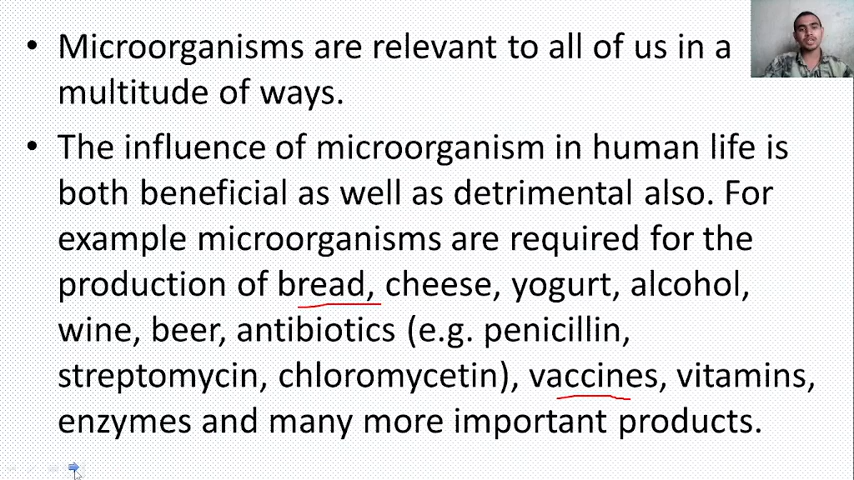 • Microorganisms are relevant to all of us in a
multitude of ways.
• The influence of microorganism in human life is
both beneficial as well as detrimental also. For
example microorganisms are required for the
production of bread, cheese, yogurt, alcohol,
wine, beer, antibiotics (e.g. penicillin,
streptomycin, chloromycetin), vaccines, vitamins,
enzymes and many more important products.